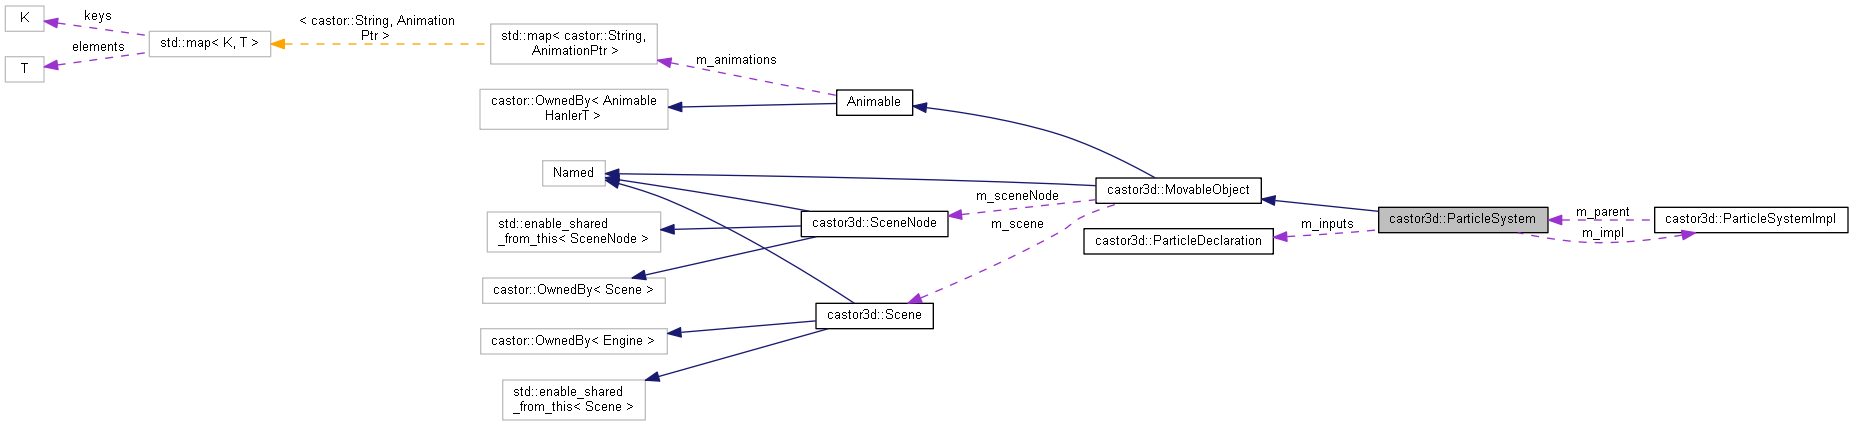 K
keys
< castor::String, Animation
Ptr >
std::map< K, T >
elements
T
std::map< castor::String,
AnimationPtr >
m_animations
castor::OwnedBy< Animable
HanlerT >
Animable
Named
castor3d::MovableObject
m_sceneNode
std::enable_shared
_from_this< SceneNode >
castor3d::SceneNode
m_scene
castor3d::ParticleSystem
m_parent
m_impl
castor3d::ParticleSystemImpl
m_inputs
castor3d::ParticleDeclaration
castor::OwnedBy< Scene >
castor3d::Scene
castor::OwnedBy< Engine >
std::enable_shared
_from_this< Scene >